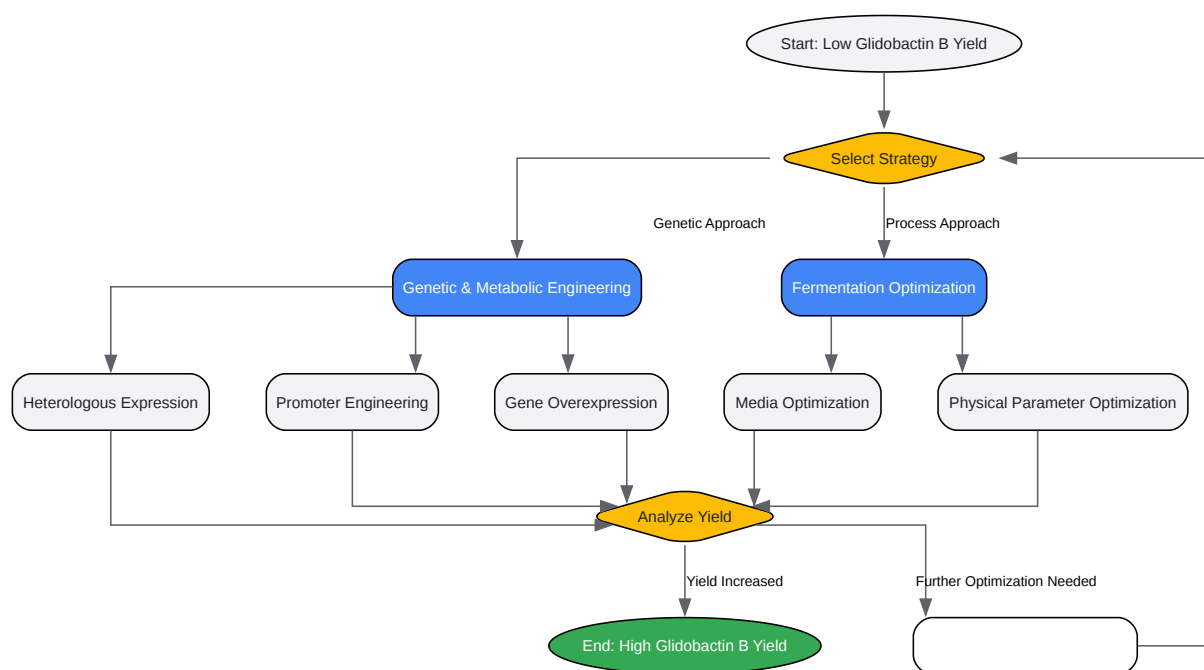 Start: Low Glidobactin B Yield
Select Strategy
Genetic Approach
Process Approach
Genetic & Metabolic Engineering
Fermentation Optimization
Heterologous Expression
Promoter Engineering
Gene Overexpression
Media Optimization
Physical Parameter Optimization
Analyze Yield
Yield Increased
Further Optimization Needed
End: High Glidobactin B Yield